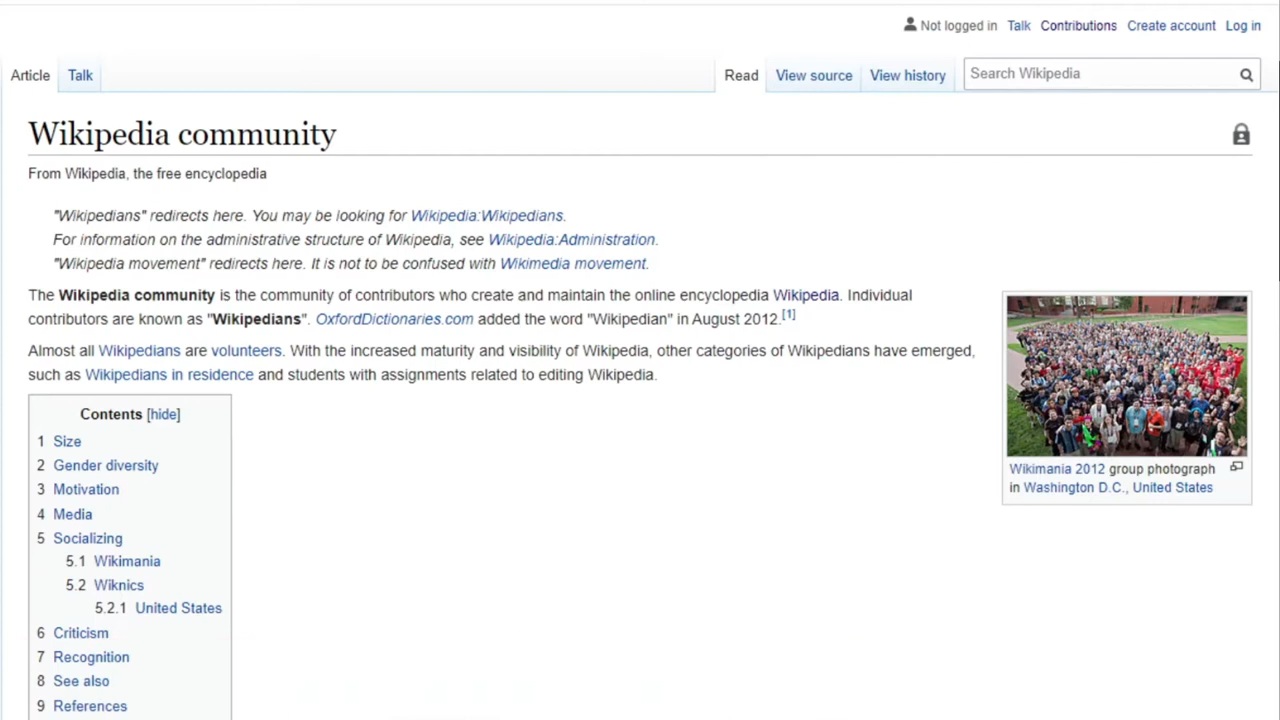 Not logged in Talk Contributions Create account Log in
Article Talk Read View source View history Search Wikipedia
Wikipedia community
From Wikipedia, the free encyclopedia
"Wikipedians" redirects here. You may be looking for Wikipedia:Wikipedians.
For information on the administrative structure of Wikipedia, see Wikipedia:Administration.
"Wikipedia movement" redirects here. It is not to be confused with Wikimedia movement.
The Wikipedia community is the community of contributors who create and maintain the online encyclopedia Wikipedia. Individual
contributors are known as "Wikipedians". OxfordDictionaries.com added the word "Wikipedian" in August 2012.[1]
Almost all Wikipedians are volunteers. With the increased maturity and visibility of Wikipedia, other categories of Wikipedians have emerged,
such as Wikipedians in residence and students with assignments related to editing Wikipedia.
Wikimania 2012 group photograph
in Washington D.C., United States
Contents [hide]
1 Size
2 Gender diversity
3 Motivation
4 Media
5 Socializing
5.1 Wikimania
5.2 Wiknics
5.2.1 United States
6 Criticism
7 Recognition
8 See also
9 References